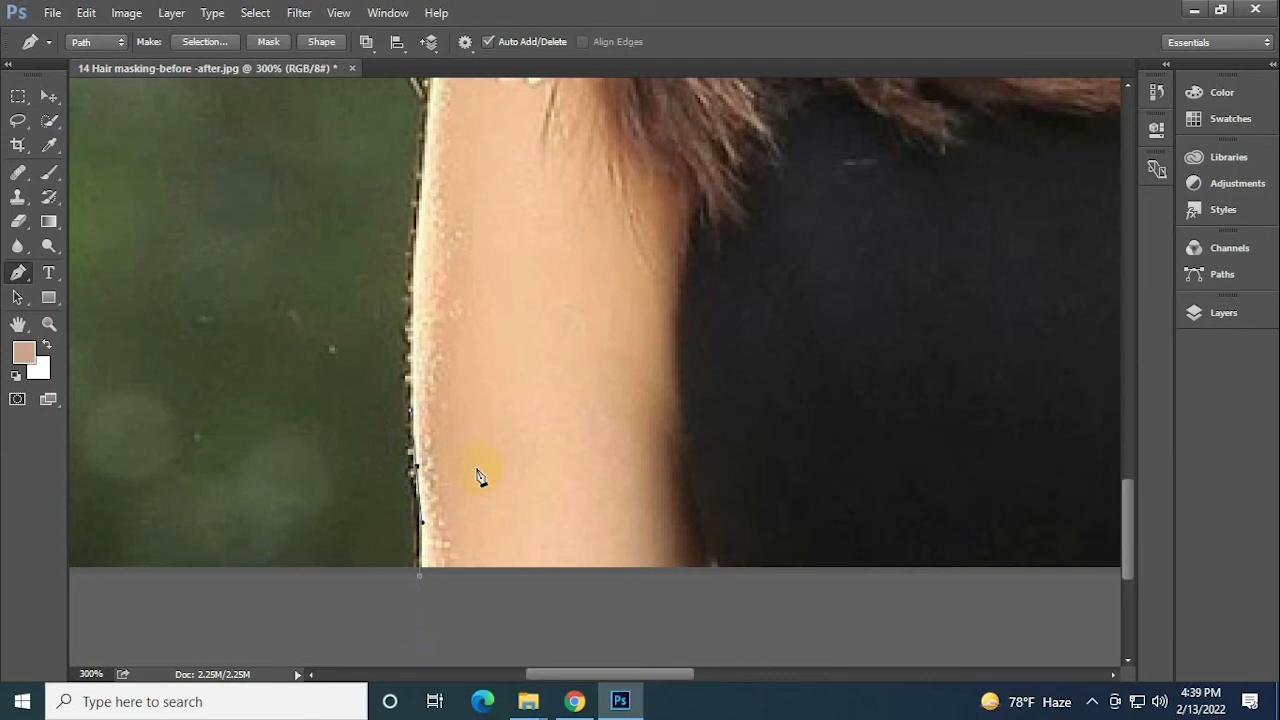 Ps File Edit Image Layer Type Select Filter View Window Help
Path Make: Selection... Mask Shape Auto Add/Delete Align Edges Essentials
14 Hair masking-before -after.jpg @ 300% (RGB/8#) *
Color
Swatches
Libraries
Adjustments
Styles
Channels
Paths
Layers
T
300% Doc: 2.25M/2.25M
Type here to search
Ps
78°F Haze
4:39 PM
2/13/2022